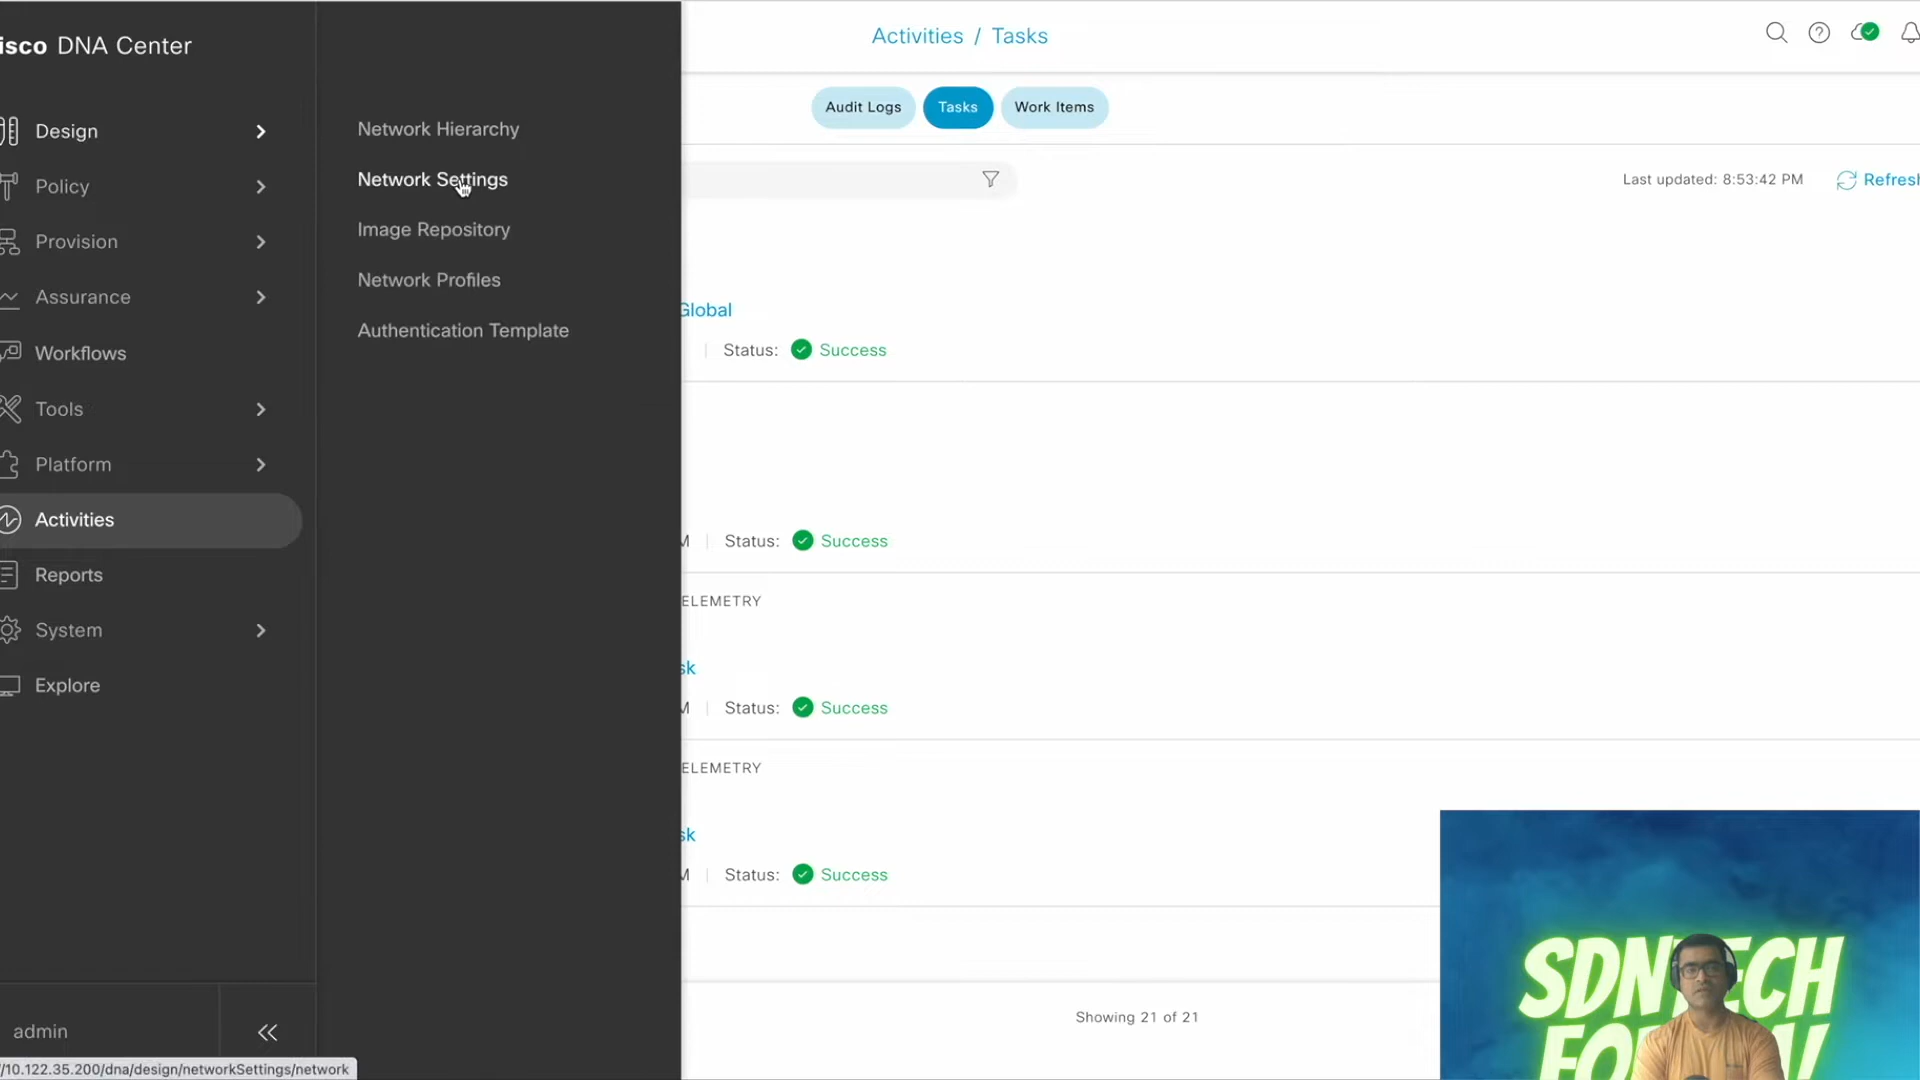 isco DNA Center
Design
Policy
Provision
Assurance
Workflows
Tools
Platform
Activities
Reports
System
Explore
admin
/10.122.35.200/dna/design/networkSettings/network
Network Hierarchy
Network Settings
Image Repository
Network Profiles
Authentication Template
Activities / Tasks
Audit Logs Tasks Work Items
Last updated: 8:53:42 PM Refresh
Global
Status: Success
M Status: Success
ELEMETRY
sk
M Status: Success
ELEMETRY
sk
M Status: Success
Showing 21 of 21